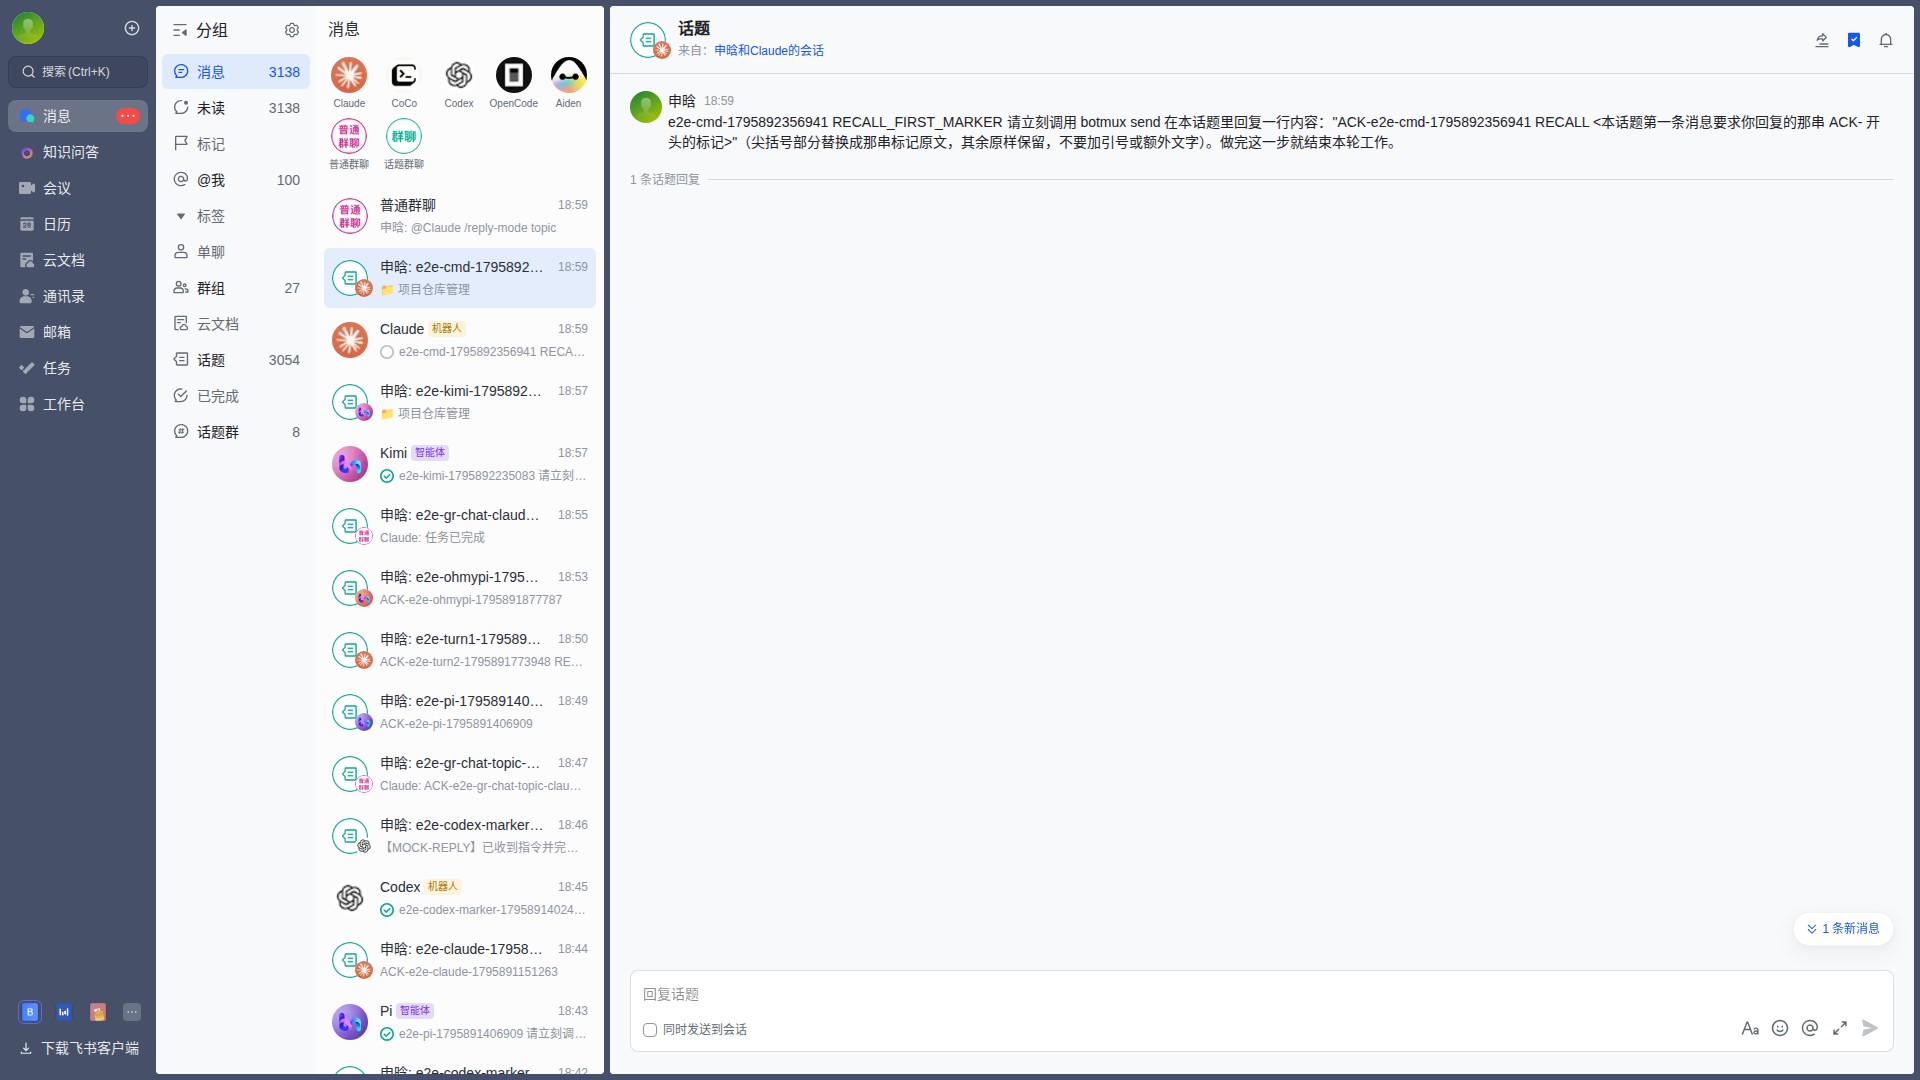 搜索 (Ctrl+K)
消息
知识问答
会议
日历
云文档
通讯录
邮箱
任务
工作台
下载飞书客户端
分组
消息 3138
未读 3138
标记
@我 100
标签
单聊
群组 27
云文档
话题 3054
已完成
话题群 8
消息
Claude
CoCo
Codex
OpenCode
Aiden
普通
群聊
普通群聊
群聊
话题群聊
普通
群聊
普通群聊 18:59
申晗: @Claude /reply-mode topic
申晗: e2e-cmd-1795892... 18:59
📁 项目仓库管理
Claude 机器人 18:59
e2e-cmd-1795892356941 RECA...
申晗: e2e-kimi-1795892... 18:57
📁 项目仓库管理
Kimi 智能体 18:57
e2e-kimi-1795892235083 请立刻...
申晗: e2e-gr-chat-claud... 18:55
Claude: 任务已完成
申晗: e2e-ohmypi-1795... 18:53
ACK-e2e-ohmypi-1795891877787
申晗: e2e-turn1-179589... 18:50
ACK-e2e-turn2-1795891773948 RE...
申晗: e2e-pi-179589140... 18:49
ACK-e2e-pi-1795891406909
申晗: e2e-gr-chat-topic-... 18:47
Claude: ACK-e2e-gr-chat-topic-clau...
申晗: e2e-codex-marker... 18:46
【MOCK-REPLY】已收到指令并完...
Codex 机器人 18:45
e2e-codex-marker-17958914024...
申晗: e2e-claude-17958... 18:44
ACK-e2e-claude-1795891151263
Pi 智能体 18:43
e2e-pi-1795891406909 请立刻调...
申晗: e2e-codex-marker... 18:42
话题
来自：申晗和Claude的会话
申晗 18:59
e2e-cmd-1795892356941 RECALL_FIRST_MARKER 请立刻调用 botmux send 在本话题里回复一行内容："ACK-e2e-cmd-1795892356941 RECALL <本话题第一条消息要求你回复的那串 ACK- 开
头的标记>"（尖括号部分替换成那串标记原文，其余原样保留，不要加引号或额外文字）。做完这一步就结束本轮工作。
1 条话题回复
1 条新消息
回复话题
同时发送到会话